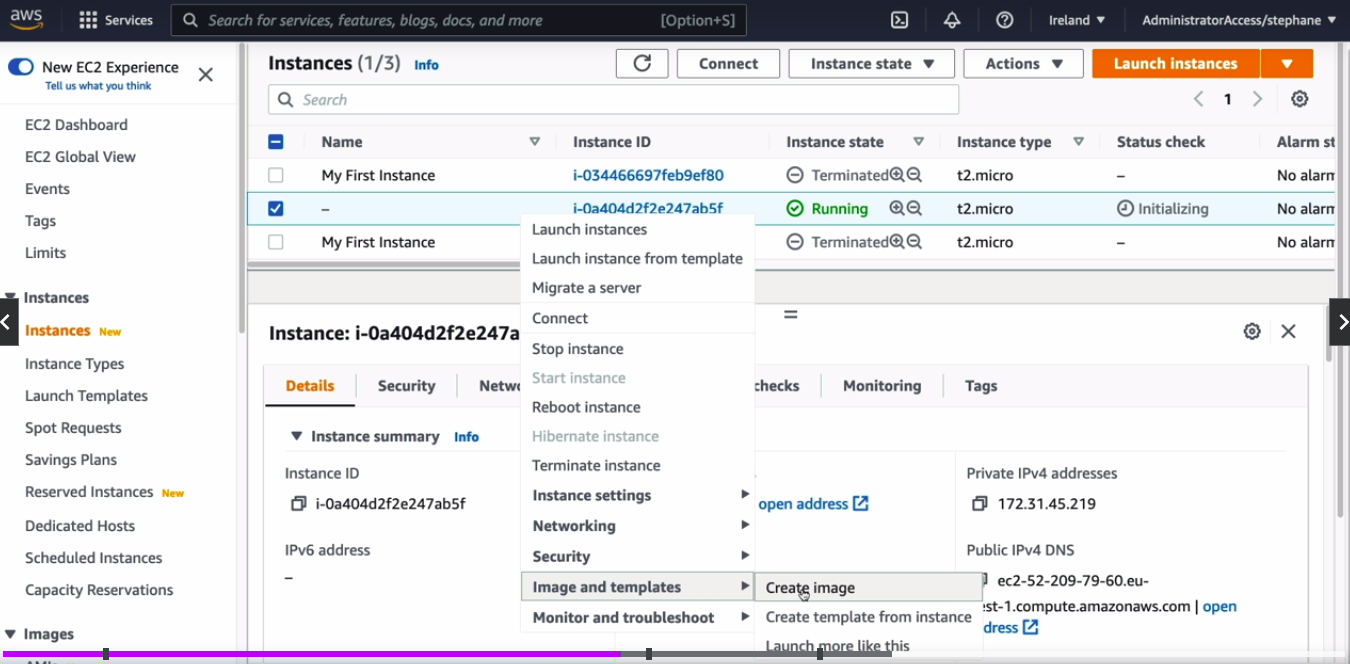 aws
Services
Search for services, features, blogs, docs, and more [Option+S]
Ireland
AdministratorAccess/stephane
New EC2 Experience
Tell us what you think
EC2 Dashboard
EC2 Global View
Events
Tags
Limits
Instances
Instances New
Instance Types
Launch Templates
Spot Requests
Savings Plans
Reserved Instances New
Dedicated Hosts
Scheduled Instances
Capacity Reservations
Images
Instances (1/3) Info
Connect
Instance state
Actions
Launch instances
Search
1
Name Instance ID Instance state Instance type Status check Alarm st
My First Instance i-034466697feb9ef80 Terminated t2.micro – No alarm
– i-0a404d2f2e247ab5f Running t2.micro Initializing No alarm
My First Instance Terminated t2.micro – No alarm
Launch instances
Launch instance from template
Migrate a server
Connect
Stop instance
Start instance
Reboot instance
Hibernate instance
Terminate instance
Instance settings
Networking
Security
Image and templates
Monitor and troubleshoot
Create image
Create template from instance
Launch more like this
Instance: i-0a404d2f2e247a
Details Security Netwo checks Monitoring Tags
Instance summary Info
Instance ID
i-0a404d2f2e247ab5f
IPv6 address
–
open address
Private IPv4 addresses
172.31.45.219
Public IPv4 DNS
ec2-52-209-79-60.eu-
est-1.compute.amazonaws.com | open
dress